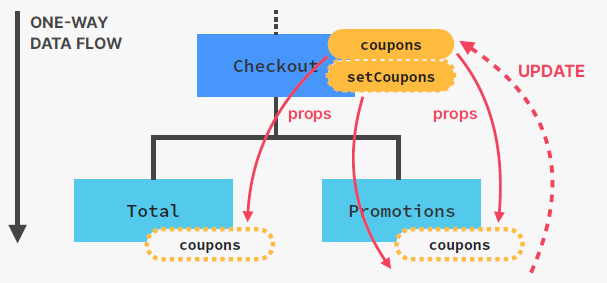 ONE-WAY
DATA FLOW
coupons
Checkout
setCoupons
UPDATE
props
props
Total
Promotions
coupons
coupons